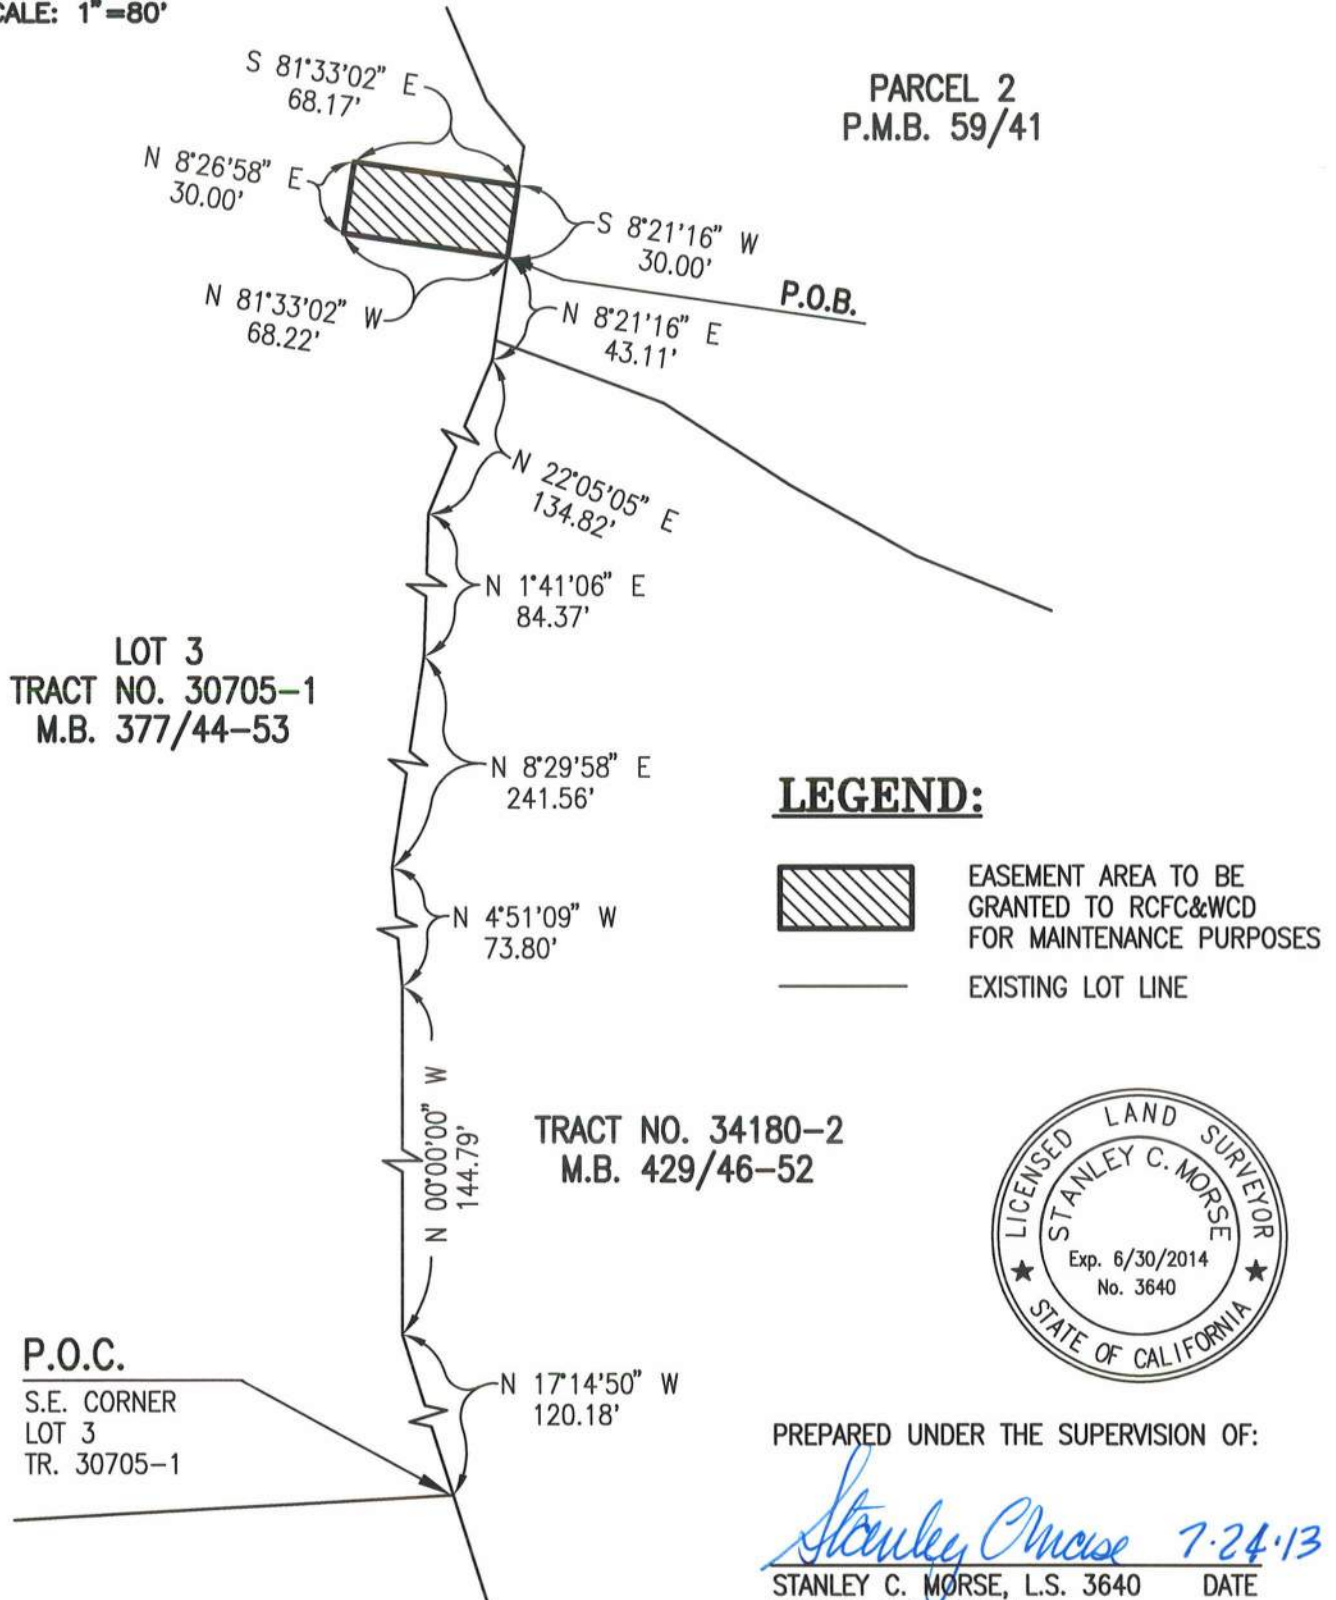 SCALE: 1"=80'
PARCEL 2
P.M.B. 59/41
S 81°33'02" E
68.17'
N 8°26'58" E
30.00'
S 8°21'16" W
30.00'
P.O.B.
N 81°33'02" W
68.22'
N 8°21'16" E
43.11'
N 22°05'05" E
134.82'
N 1°41'06" E
84.37'
LOT 3
TRACT NO. 30705-1
M.B. 377/44-53
N 8°29'58" E
241.56'
LEGEND:
EASEMENT AREA TO BE
GRANTED TO RCFC&WCD
FOR MAINTENANCE PURPOSES
EXISTING LOT LINE
N 4°51'09" W
73.80'
N 00°00'00" W
144.79'
TRACT NO. 34180-2
M.B. 429/46-52
LICENSED LAND SURVEYOR
STANLEY C. MORSE
Exp. 6/30/2014
No. 3640
★ STATE OF CALIFORNIA ★
P.O.C.
S.E. CORNER
LOT 3
TR. 30705-1
N 17°14'50" W
120.18'
PREPARED UNDER THE SUPERVISION OF:
Stanley C Morse 7.24.13
STANLEY C. MORSE, L.S. 3640 DATE